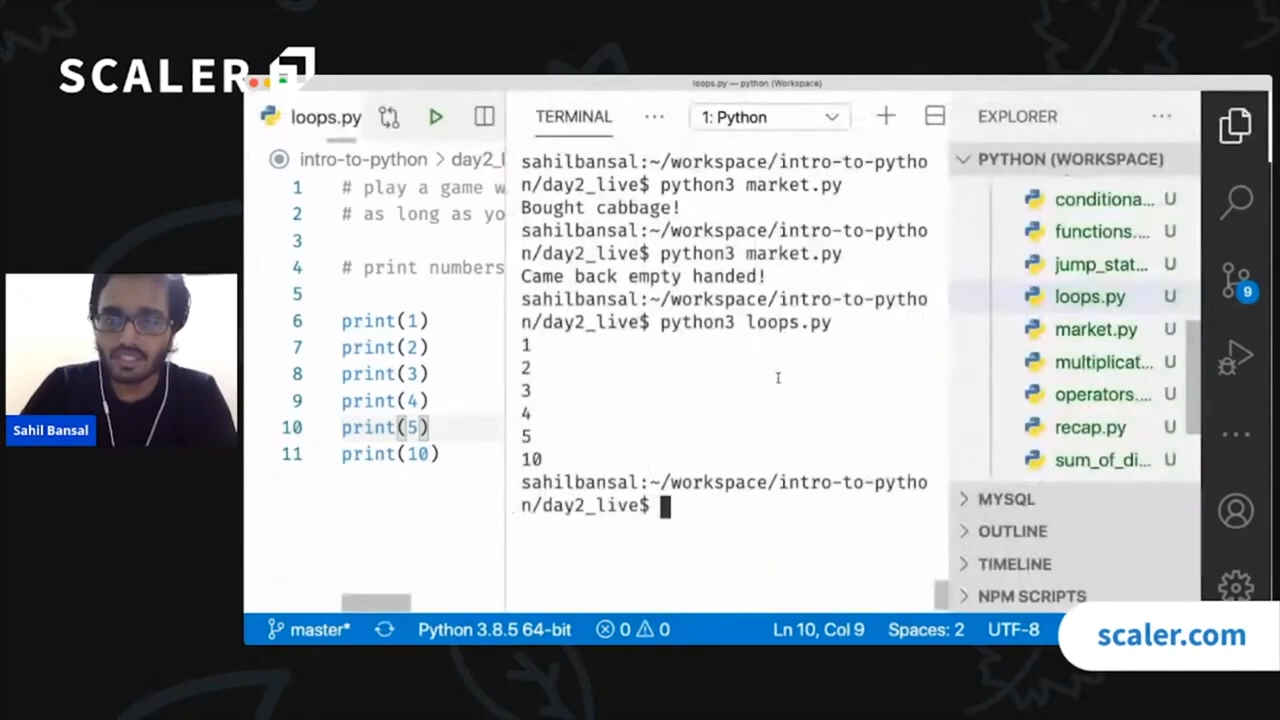 SCALER
loops.py — python (Workspace)
loops.py
intro-to-python > day2_l
1 # play a game w
2 # as long as yo
3
4 # print numbers
5
6 print(1)
7 print(2)
8 print(3)
9 print(4)
10 print(5)
11 print(10)
TERMINAL ... 1: Python
sahilbansal:~/workspace/intro-to-pytho
n/day2_live$ python3 market.py
Bought cabbage!
sahilbansal:~/workspace/intro-to-pytho
n/day2_live$ python3 market.py
Came back empty handed!
sahilbansal:~/workspace/intro-to-pytho
n/day2_live$ python3 loops.py
1
2
3
4
5
10
sahilbansal:~/workspace/intro-to-pytho
n/day2_live$
EXPLORER ...
PYTHON (WORKSPACE)
conditiona... U
functions.... U
jump_stat... U
loops.py U
market.py U
multiplicat... U
operators.... U
recap.py U
sum_of_di... U
MYSQL
OUTLINE
TIMELINE
NPM SCRIPTS
9
Sahil Bansal
master* Python 3.8.5 64-bit 0 0 Ln 10, Col 9 Spaces: 2 UTF-8
scaler.com